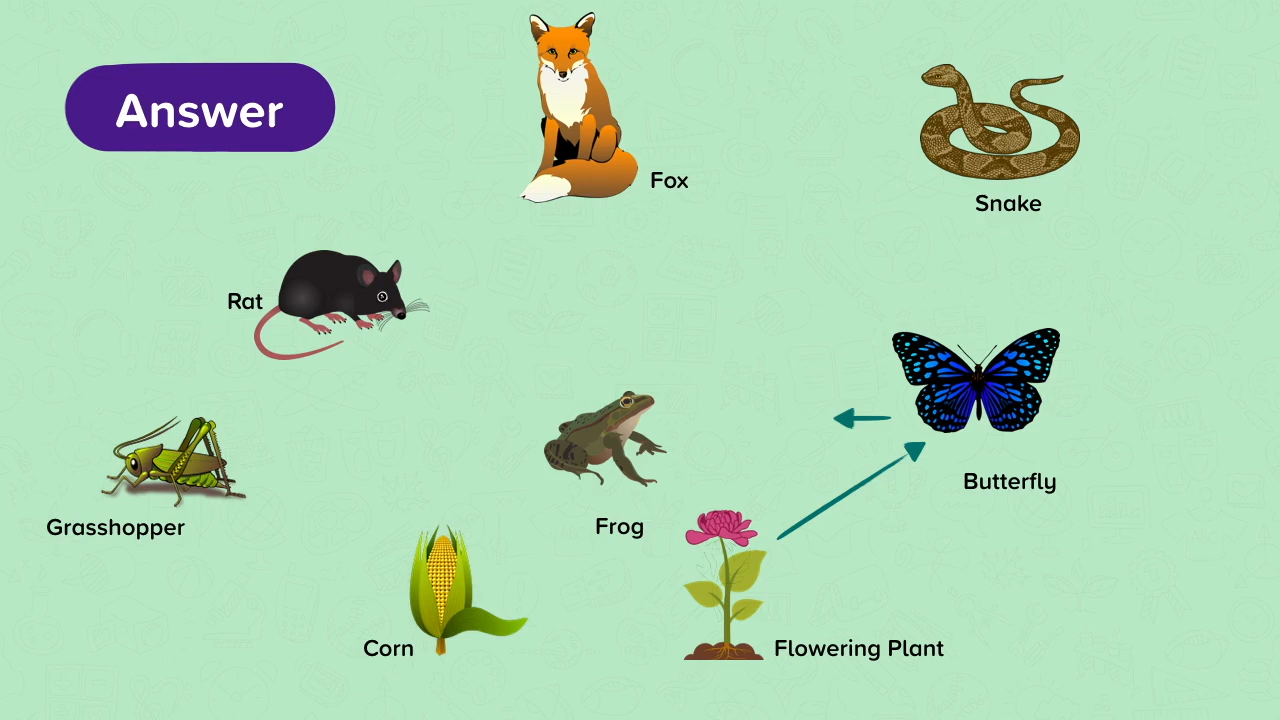 Answer
Fox
Snake
Rat
Butterfly
Grasshopper
Frog
Corn
Flowering Plant